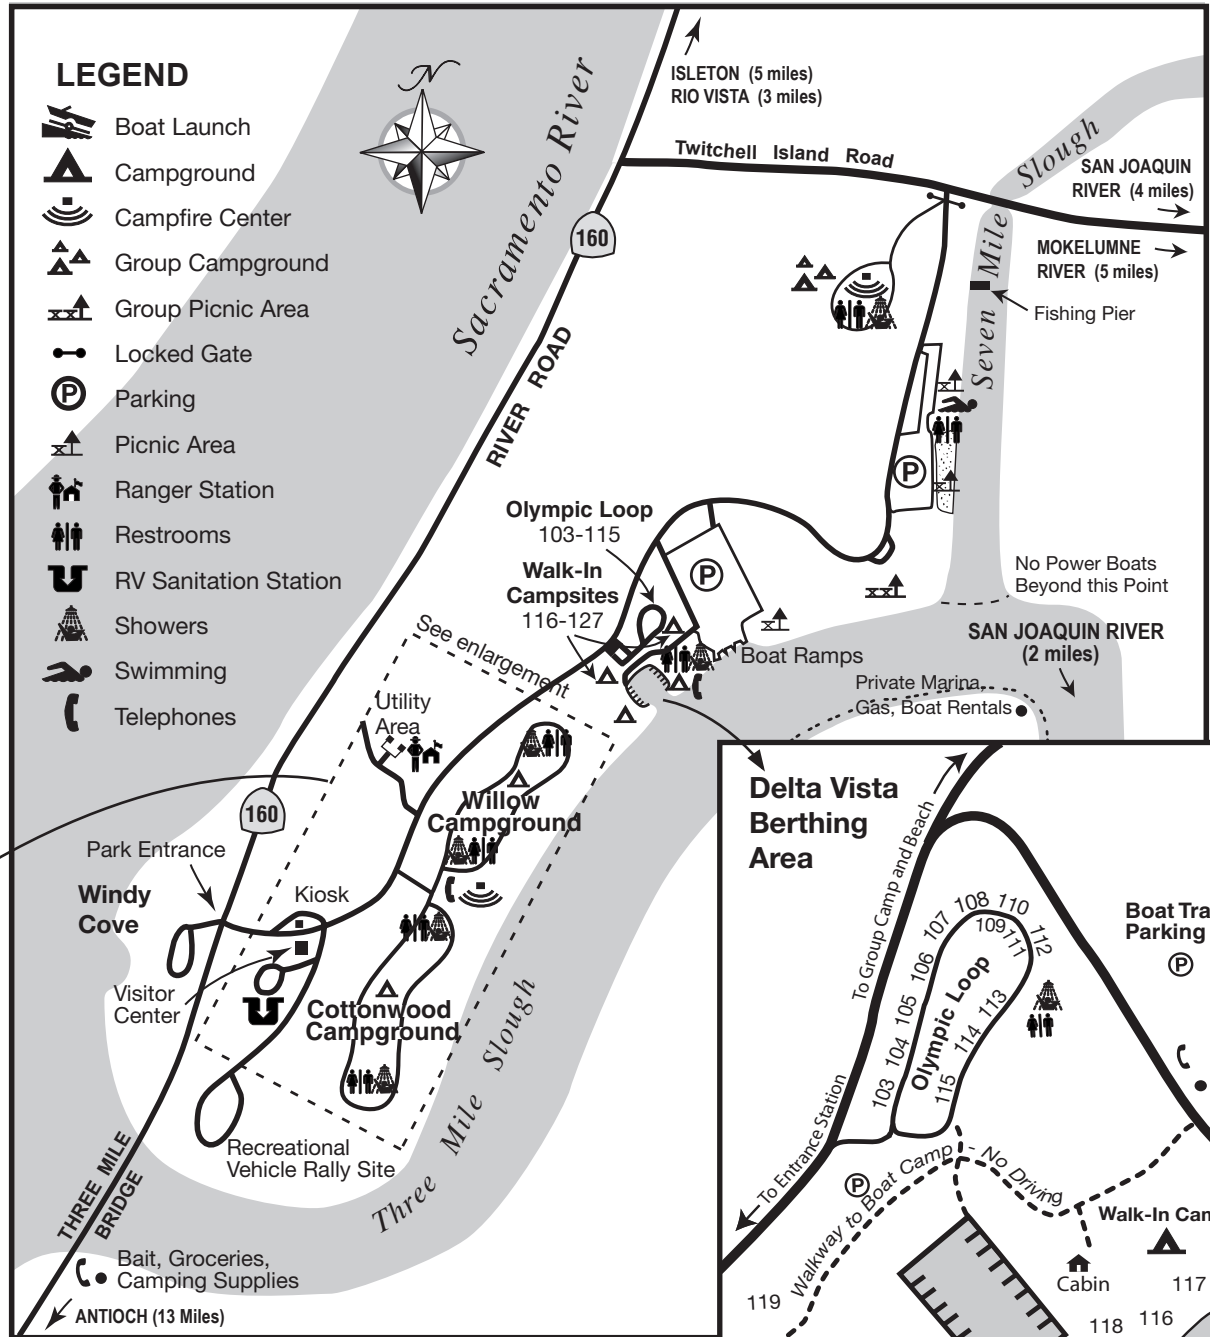 LEGEND
Boat Launch
Campground
Campfire Center
Group Campground
Group Picnic Area
Locked Gate
P
Parking
Picnic Area
Ranger Station
Restrooms
RV Sanitation Station
Showers
Swimming
Telephones
N
Sacramento River
ISLETON (5 miles)
RIO VISTA (3 miles)
Twitchell Island Road
Slough
SAN JOAQUIN
RIVER (4 miles)
MOKELUMNE
RIVER (5 miles)
160
Seven Mile
Fishing Pier
RIVER ROAD
P
Olympic Loop
103-115
Walk-In
Campsites
116-127
P
No Power Boats
Beyond this Point
SAN JOAQUIN RIVER
(2 miles)
See enlargement
Boat Ramps
Private Marina,
Gas, Boat Rentals
Utility
Area
Willow
Campground
160
Park Entrance
Windy
Cove
Kiosk
Visitor
Center
Cottonwood
Campground
Recreational
Vehicle Rally Site
Three Mile Slough
THREE MILE
BRIDGE
Bait, Groceries,
Camping Supplies
ANTIOCH (13 Miles)
Delta Vista
Berthing
Area
To Group Camp and Beach
Boat Tra
Parking
P
103
104
105
106
107
108
109
110
111
112
113
114
115
Olympic Loop
To Entrance Station
P
Walkway to Boat Camp - No Driving
Walk-In Cam
Cabin
117
119
118
116